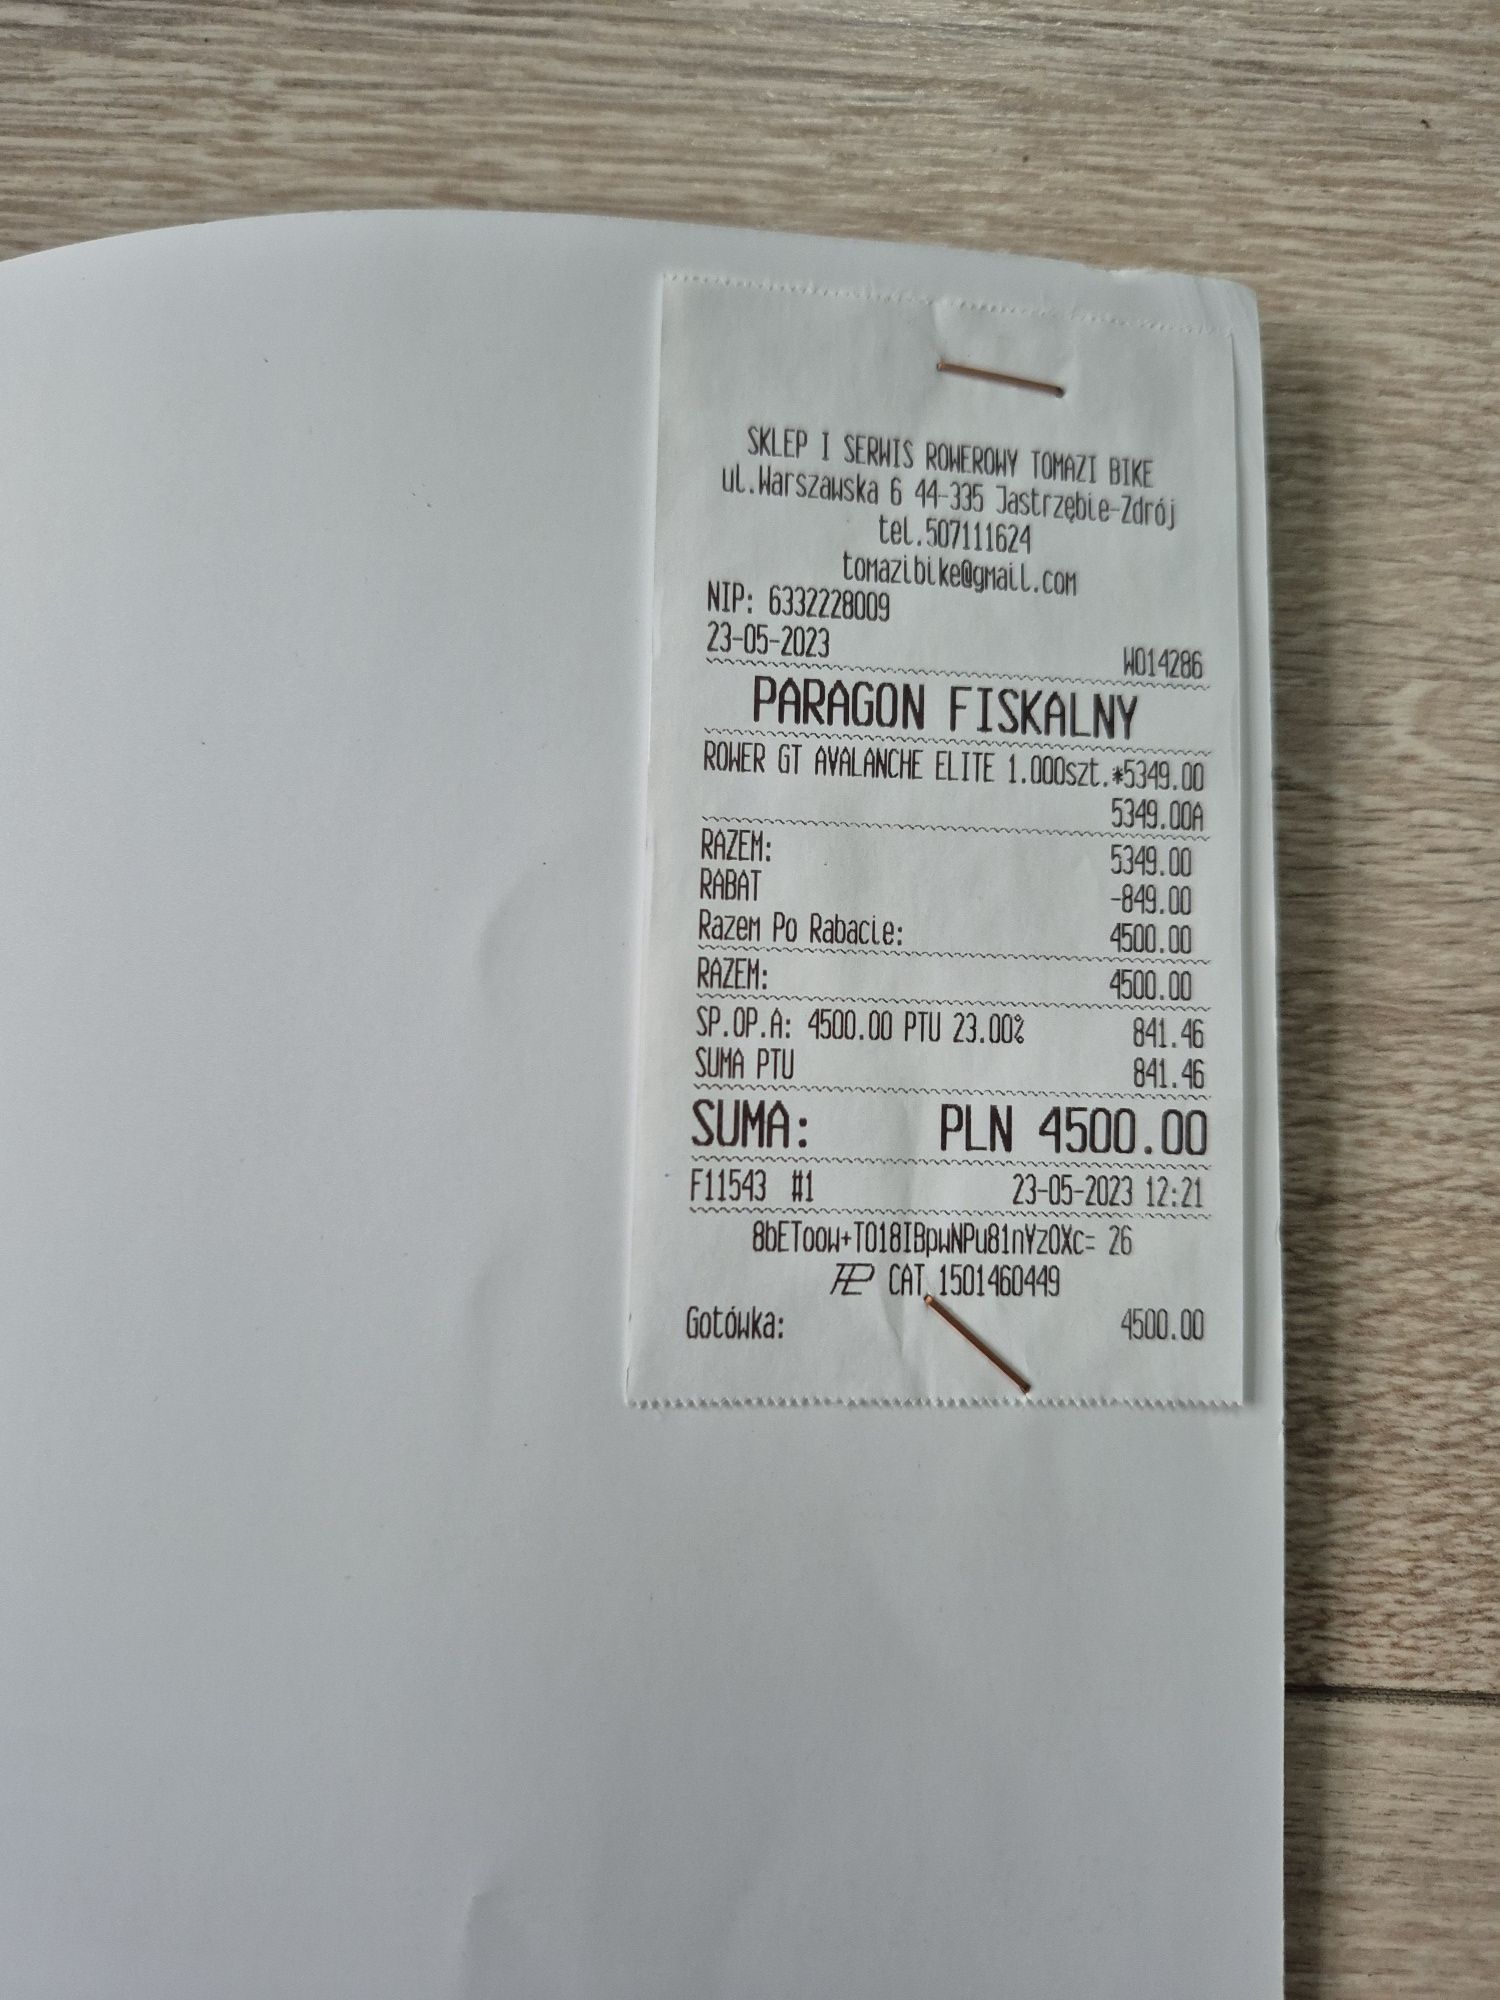 SKLEP I SERWIS ROWEROWY TOMAZI BIKE
ul.Warszawska 6 44-335 Jastrzębie-Zdrój
tel.507111624
tomazibike@gmail.com
NIP: 6332228009
23-05-2023 W014286
PARAGON FISKALNY
ROWER GT AVALANCHE ELITE 1.000szt.*5349.00
5349.00A
RAZEM: 5349.00
RABAT -849.00
Razem Po Rabacie: 4500.00
RAZEM: 4500.00
SP.OP.A: 4500.00 PTU 23.00% 841.46
SUMA PTU 841.46
SUMA: PLN 4500.00
F11543 #1 23-05-2023 12:21
8bEToow+T018IBpwNPu81nYzOXc= 26
CAT 1501460449
Gotówka: 4500.00